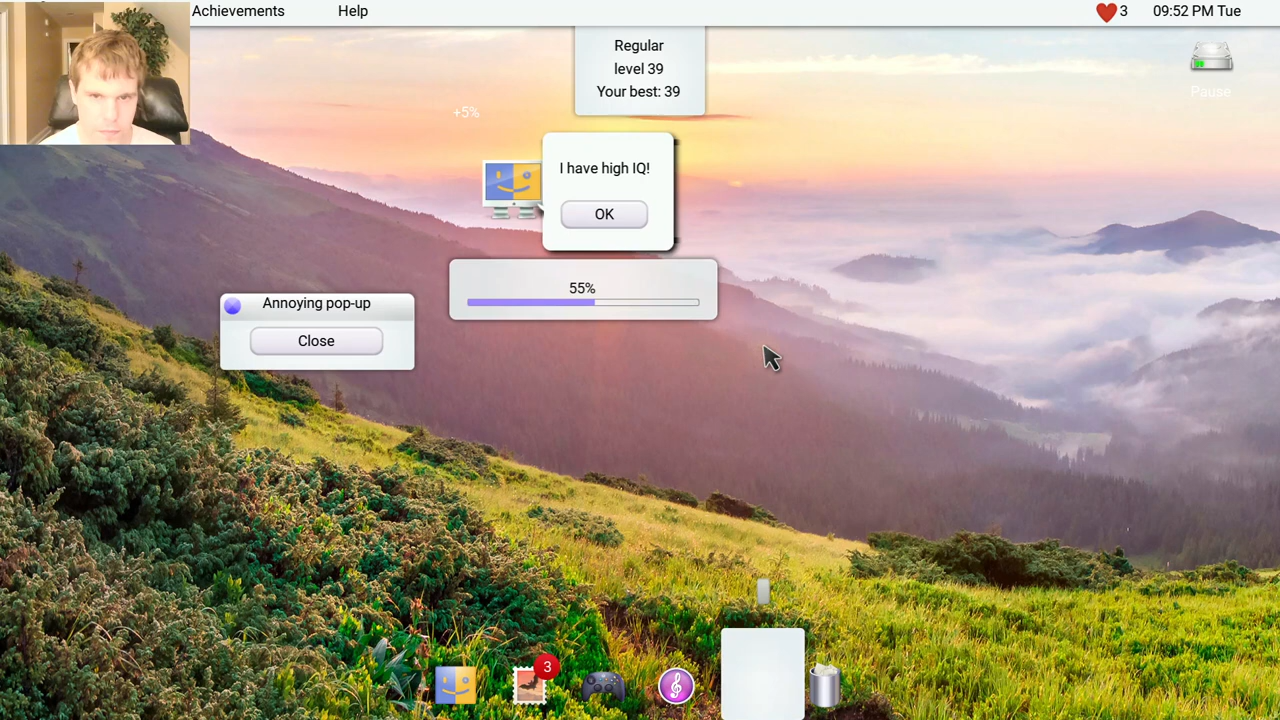 Achievements
Help
3
09:52 PM Tue
Regular
level 39
Your best: 39
Pause
+5%
I have high IQ!
OK
55%
Annoying pop-up
Close
3